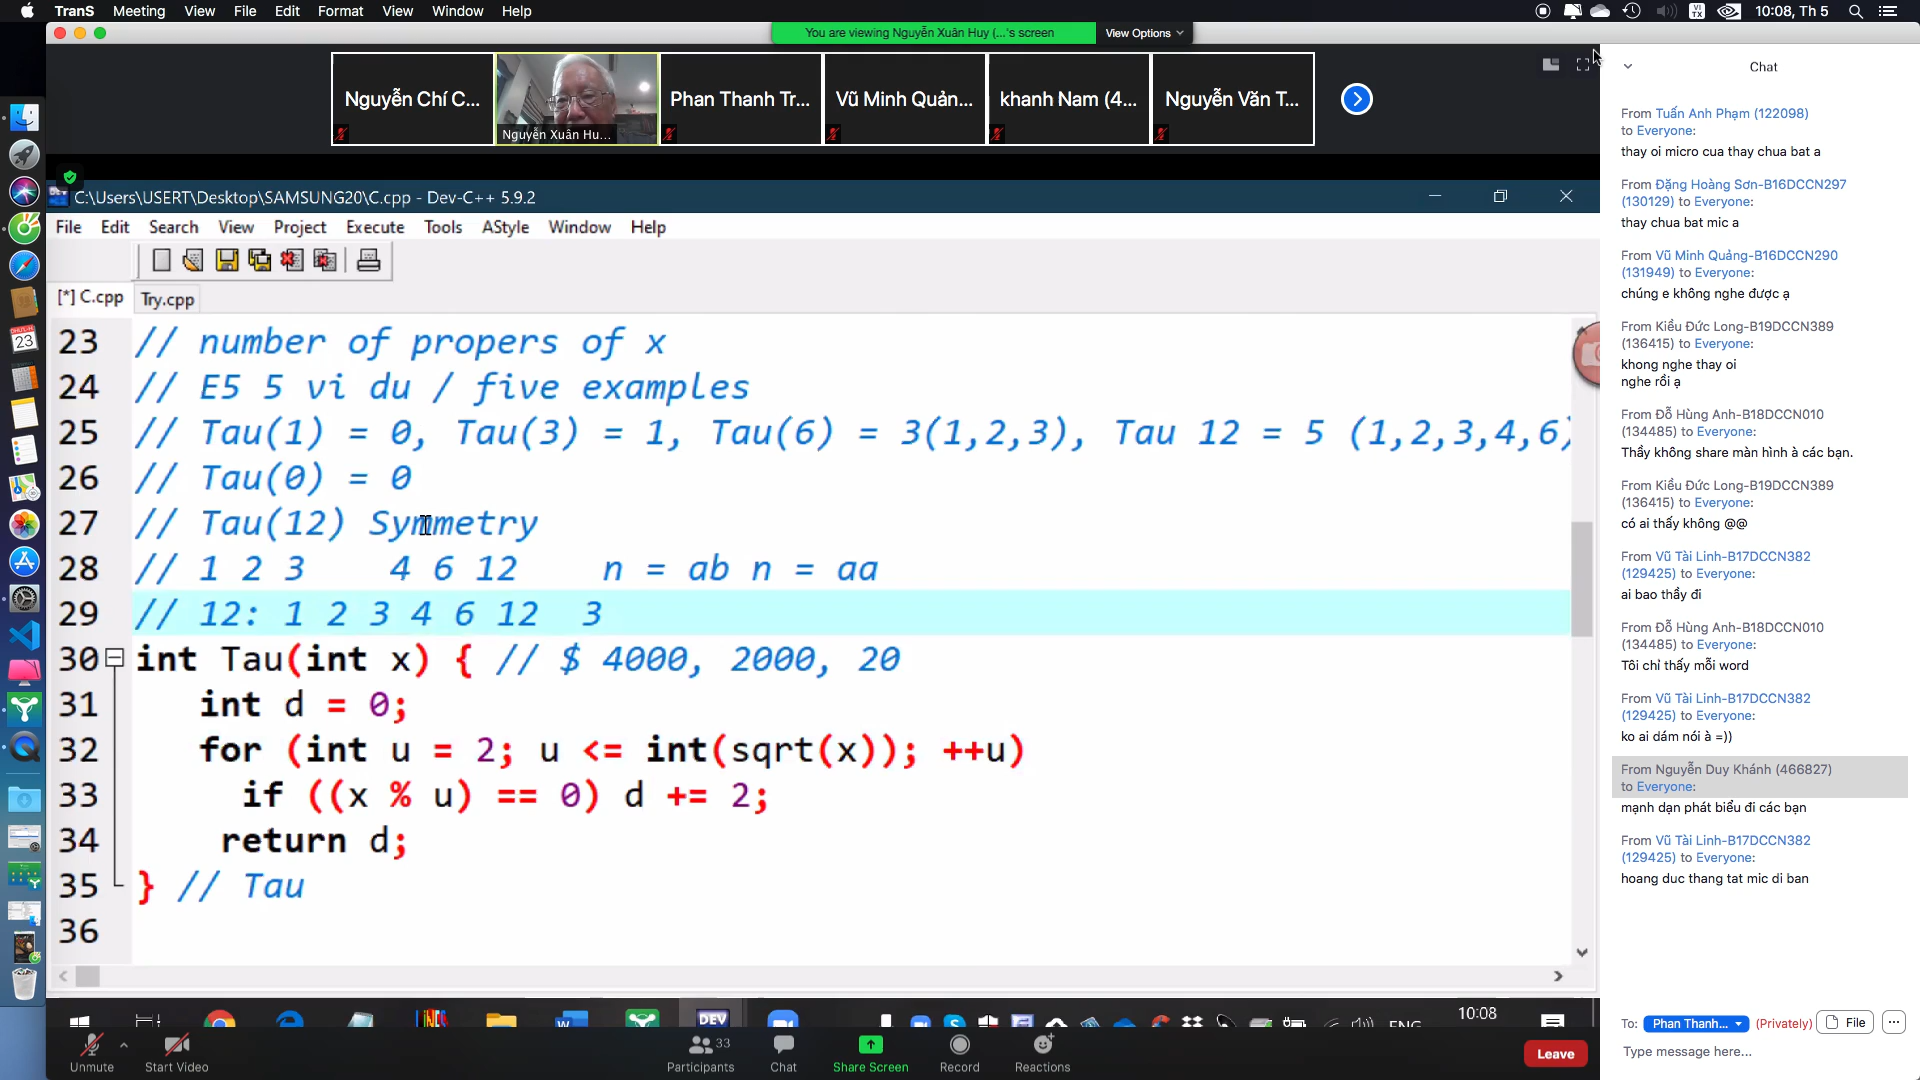 TranS Meeting View File Edit Format View Window Help
10:08, Th 5
You are viewing Nguyễn Xuân Huy (...'s screen
View Options
Nguyễn Chí C...
Nguyễn Xuân Hu...
Phan Thanh Tr...
Vũ Minh Quản...
khanh Nam (4...
Nguyễn Văn T...
C:\Users\USERT\Desktop\SAMSUNG20\C.cpp - Dev-C++ 5.9.2
File Edit Search View Project Execute Tools AStyle Window Help
[*] C.cpp Try.cpp
23 // number of propers of x
24 // E5 5 vi du / five examples
25 // Tau(1) = 0, Tau(3) = 1, Tau(6) = 3(1,2,3), Tau 12 = 5 (1,2,3,4,6)
26 // Tau(0) = 0
27 // Tau(12) Symmetry
28 // 1 2 3 4 6 12 n = ab n = aa
29 // 12: 1 2 3 4 6 12 3
30 int Tau(int x) { // $ 4000, 2000, 20
31 int d = 0;
32 for (int u = 2; u <= int(sqrt(x)); ++u)
33 if ((x % u) == 0) d += 2;
34 return d;
35 } // Tau
36
DEV
ENG
10:08
Unmute
Start Video
Participants 33
Chat
Share Screen
Record
Reactions
Leave
Chat
From Tuấn Anh Phạm (122098)
to Everyone:
thay oi micro cua thay chua bat a
From Đặng Hoàng Sơn-B16DCCN297
(130129) to Everyone:
thay chua bat mic a
From Vũ Minh Quảng-B16DCCN290
(131949) to Everyone:
chúng e không nghe được ạ
From Kiều Đức Long-B19DCCN389
(136415) to Everyone:
khong nghe thay oi
nghe rồi ạ
From Đỗ Hùng Anh-B18DCCN010
(134485) to Everyone:
Thầy không share màn hình à các bạn.
From Kiều Đức Long-B19DCCN389
(136415) to Everyone:
có ai thấy không @@
From Vũ Tài Linh-B17DCCN382
(129425) to Everyone:
ai bao thầy đi
From Đỗ Hùng Anh-B18DCCN010
(134485) to Everyone:
Tôi chỉ thấy mỗi word
From Vũ Tài Linh-B17DCCN382
(129425) to Everyone:
ko ai dám nói à =))
From Nguyễn Duy Khánh (466827)
to Everyone:
mạnh dạn phát biểu đi các bạn
From Vũ Tài Linh-B17DCCN382
(129425) to Everyone:
hoang duc thang tat mic di ban
To: Phan Thanh... (Privately) File
Type message here...